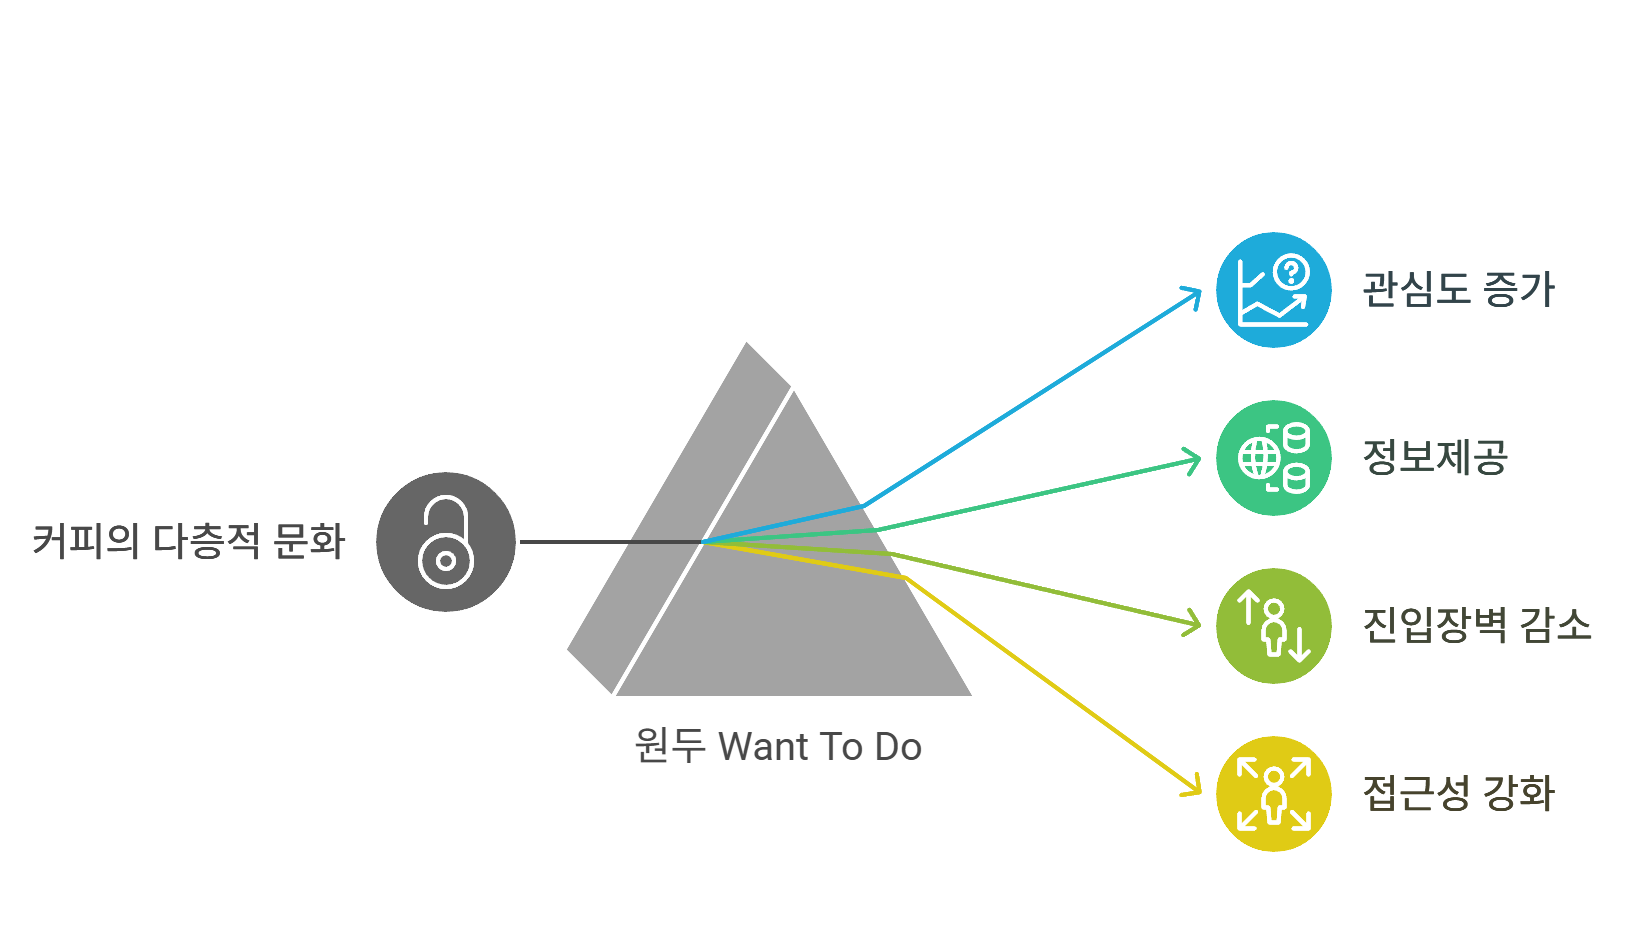 커피의 다층적 문화
원두 Want To Do
관심도 증가
정보제공
진입장벽 감소
접근성 강화